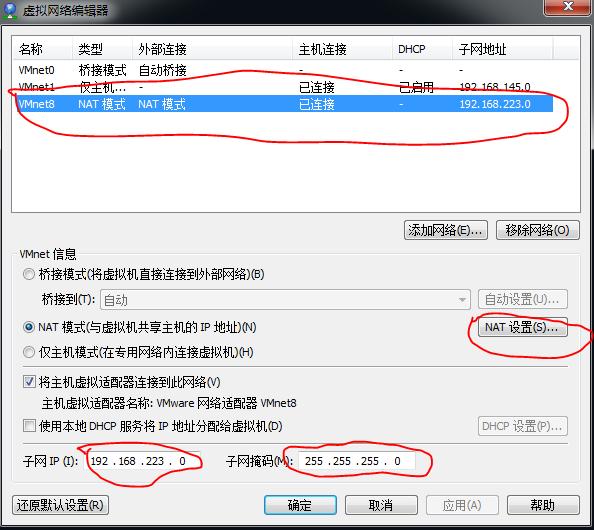 虚拟网络编辑器
名称 类型 外部连接 主机连接 DHCP 子网地址
VMnet0 桥接模式 自动桥接 - - -
VMnet1 仅主机... - 已连接 已启用 192.168.145.0
VMnet8 NAT 模式 NAT 模式 已连接 - 192.168.223.0
添加网络(E)... 移除网络(O)
VMnet 信息
桥接模式(将虚拟机直接连接到外部网络)(B)
桥接到(T): 自动 自动设置(U)...
NAT 模式(与虚拟机共享主机的 IP 地址)(N) NAT 设置(S)...
仅主机模式(在专用网络内连接虚拟机)(H)
将主机虚拟适配器连接到此网络(V)
主机虚拟适配器名称: VMware 网络适配器 VMnet8
使用本地 DHCP 服务将 IP 地址分配给虚拟机(D) DHCP 设置(P)...
子网 IP (I): 192 .168 .223 . 0 子网掩码(M): 255 .255 .255 . 0
还原默认设置(R) 确定 取消 应用(A) 帮助